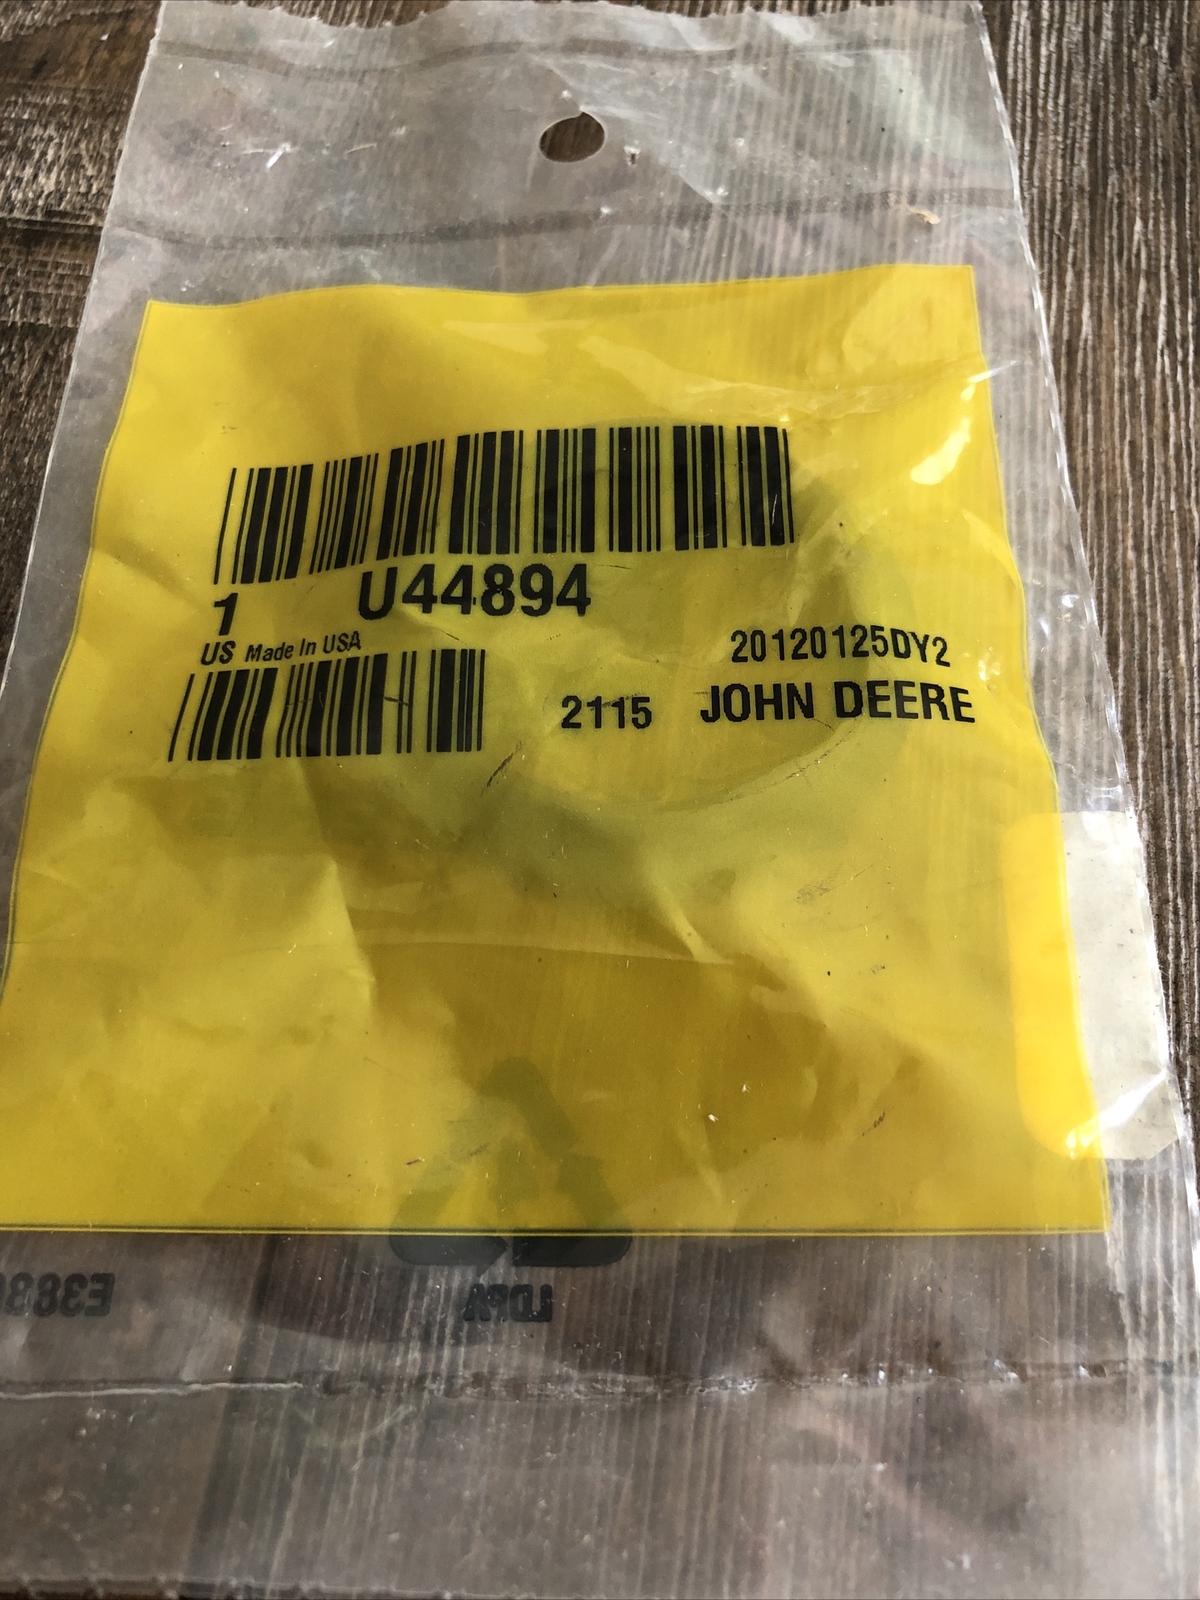 1 U44894
US Made In USA
20120125DY2
2115 JOHN DEERE